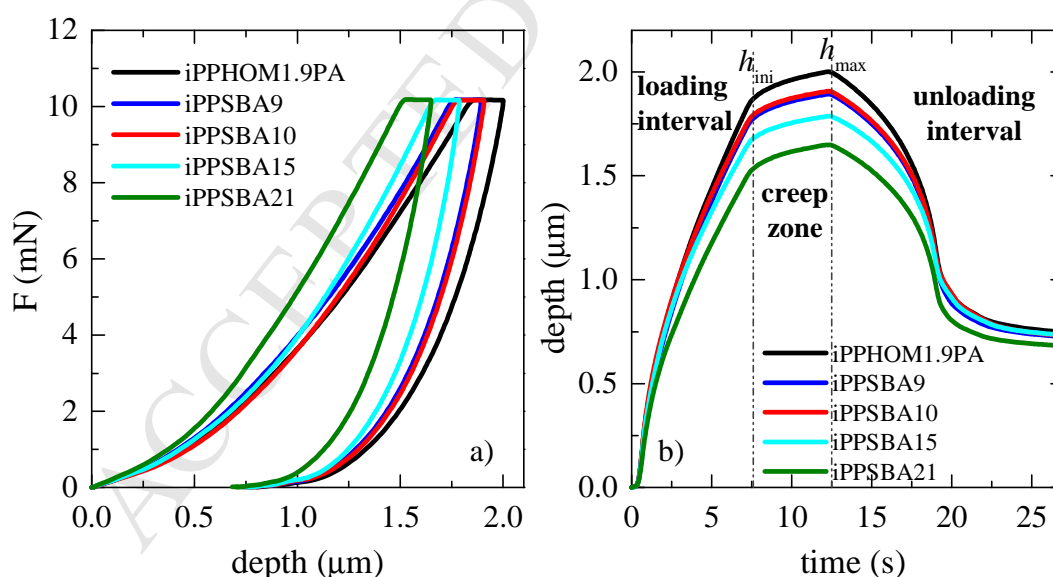 12
10
8
6
4
2
0
F (mN)
0.0
0.5
1.0
1.5
2.0
depth (μm)
iPPHOM1.9PA
iPPSBA9
iPPSBA10
iPPSBA15
iPPSBA21
a)
ACCEPTED
2.0
1.5
1.0
0.5
0.0
depth (μm)
0
5
10
15
20
25
time (s)
hini
hmax
loading
interval
unloading
interval
creep
zone
iPPHOM1.9PA
iPPSBA9
iPPSBA10
iPPSBA15
iPPSBA21
b)